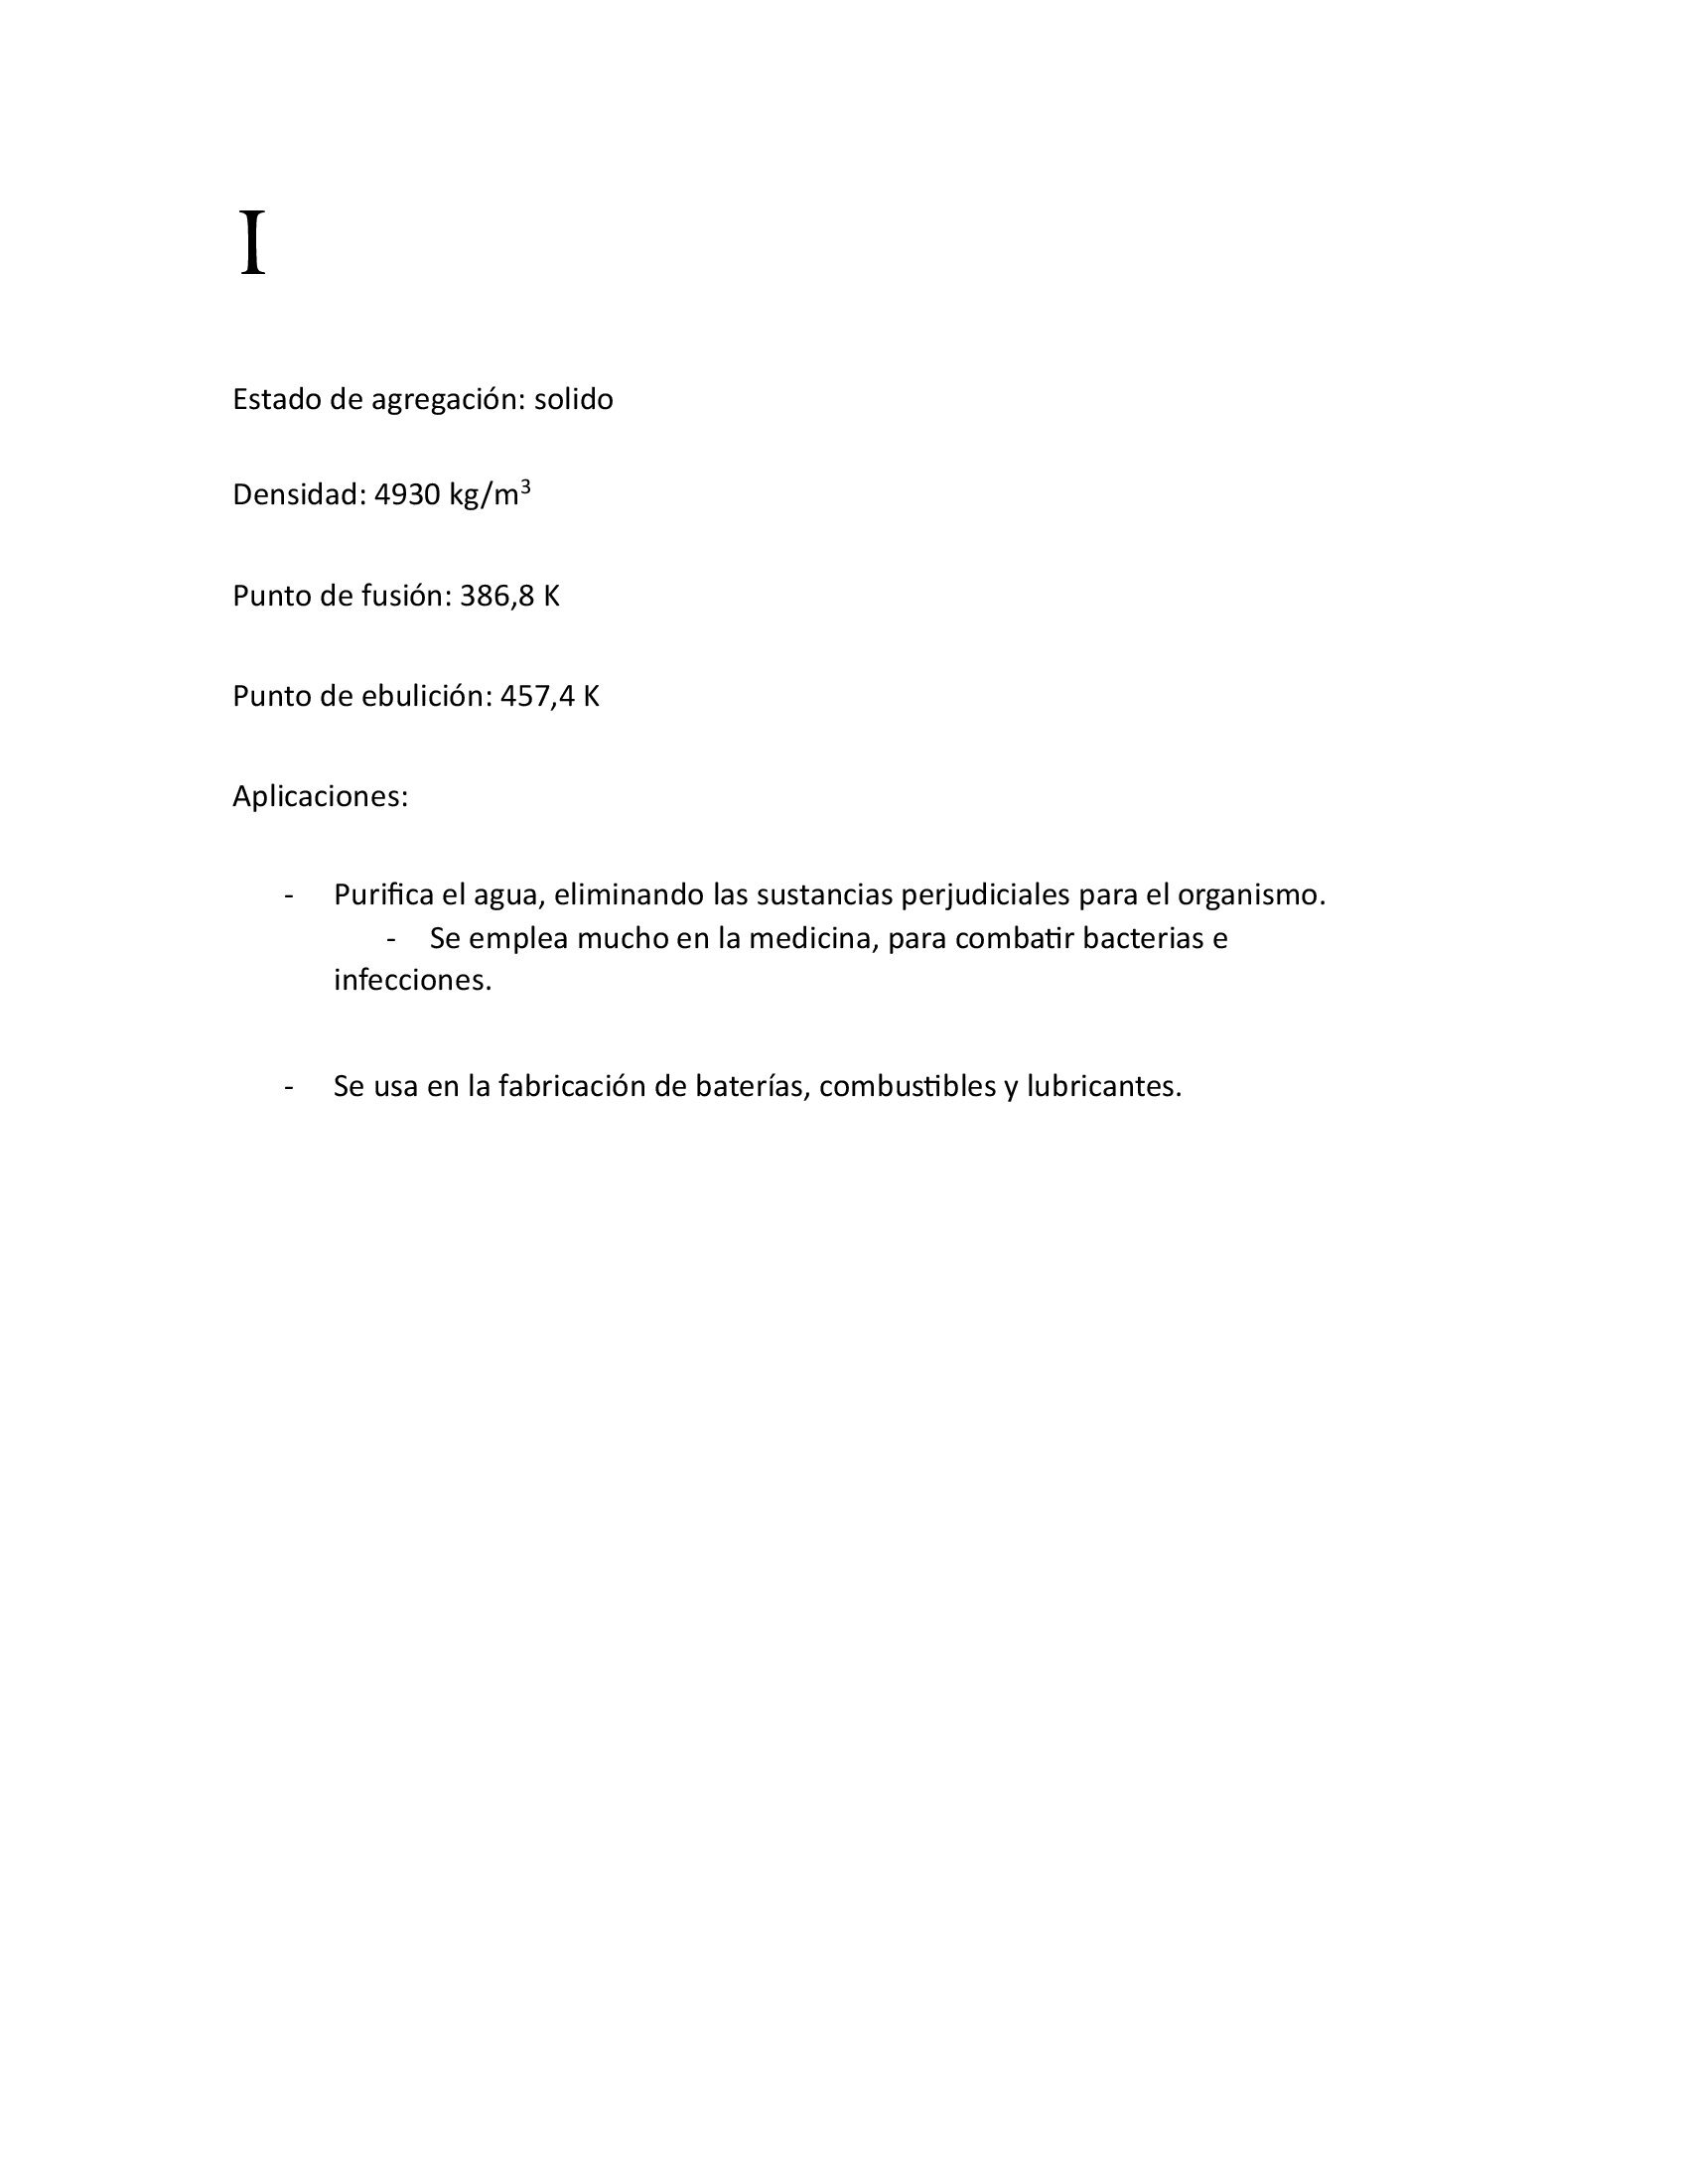 I
Estado de agregación: solido
Densidad: 4930 kg/m³
Punto de fusión: 386,8 K
Punto de ebulición: 457,4 K
Aplicaciones:
- Purifica el agua, eliminando las sustancias perjudiciales para el organismo.
- Se emplea mucho en la medicina, para combatir bacterias e
infecciones.
- Se usa en la fabricación de baterías, combustibles y lubricantes.